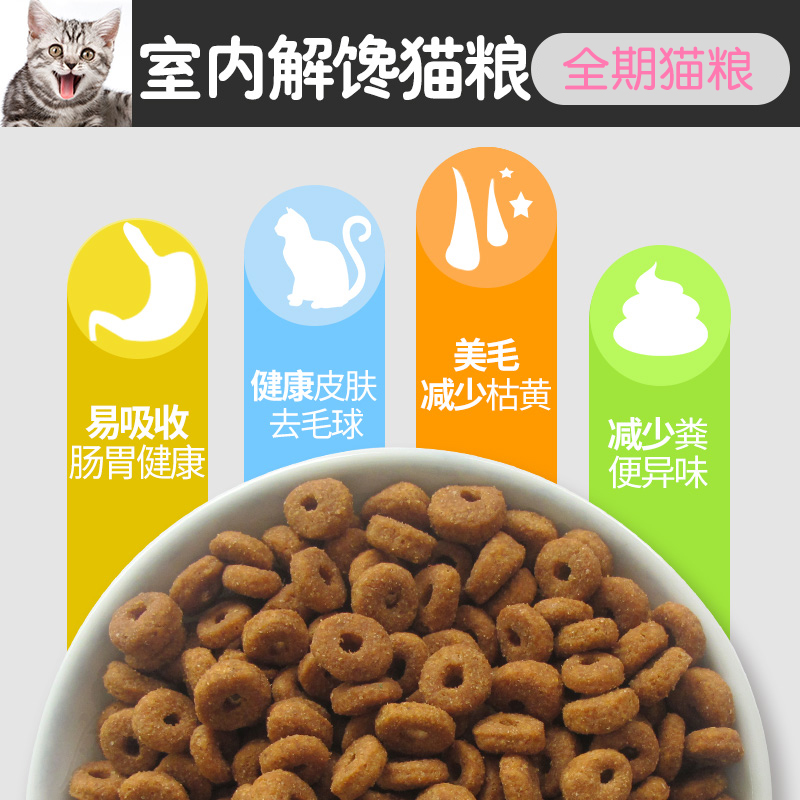 室内解馋猫粮
全期猫粮
易吸收
肠胃健康
健康皮肤
去毛球
美毛
减少枯黄
减少粪
便异味